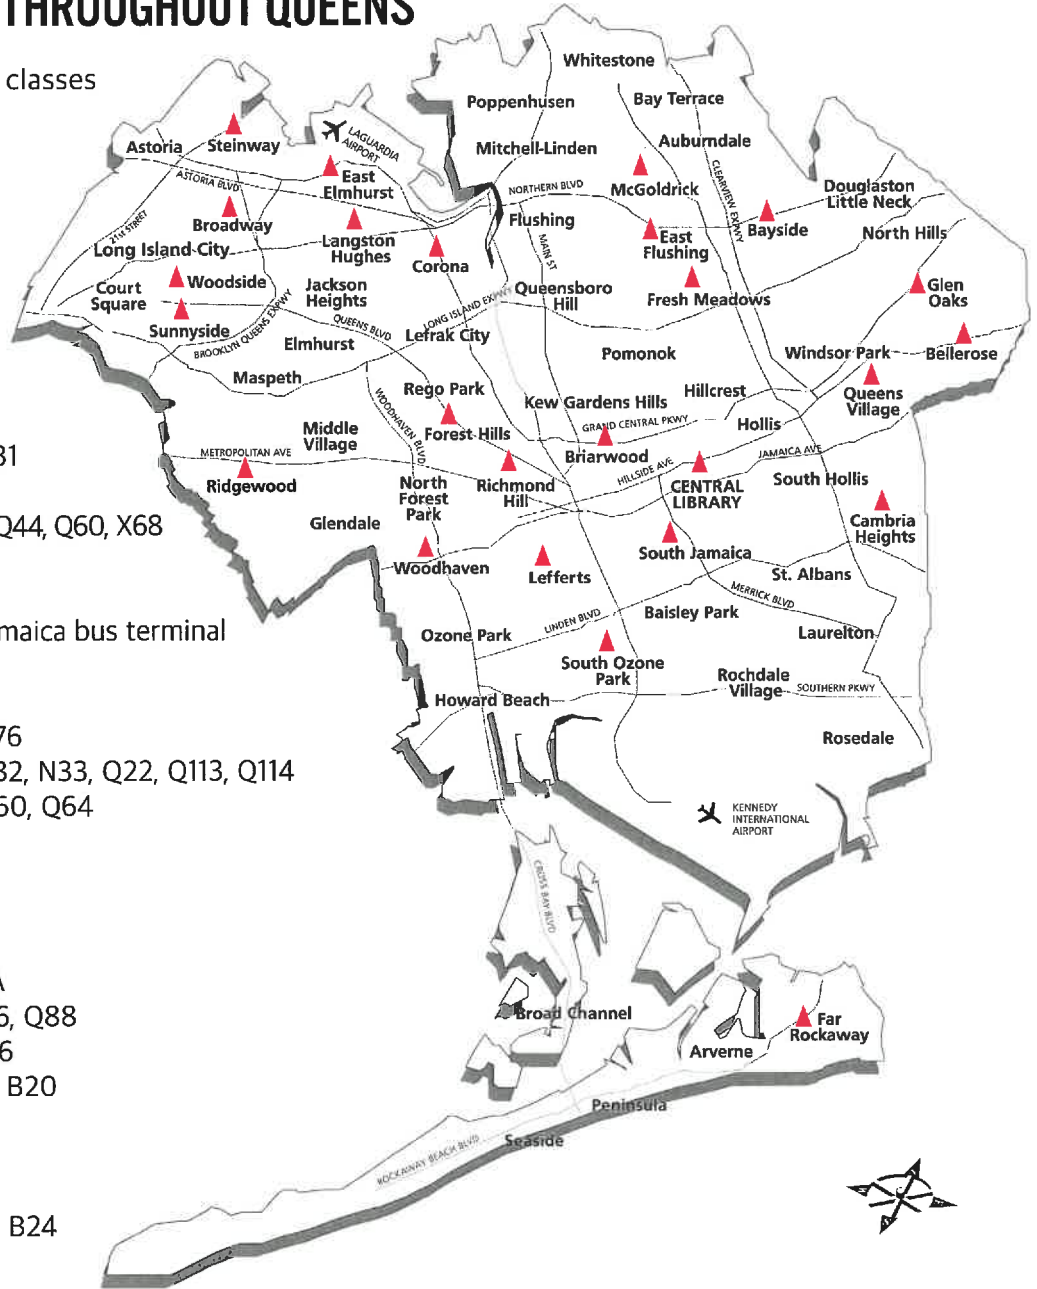 THROUGHOUT QUEENS
classes
31
Q44, Q60, X68
maica bus terminal
76
32, N33, Q22, Q113, Q114
60, Q64
A
6, Q88
6
B20
B24
Whitestone
Poppenhusen
Bay Terrace
Mitchell-Linden
Auburndale
Astoria
Steinway
LAGUARDIA
AIRPORT
East
Elmhurst
ASTORIA BLVD
NORTHERN BLVD
McGoldrick
CLEARVIEW EXPWY
Douglaston
Little Neck
21ST STREET
Broadway
Langston
Hughes
Flushing
MAIN ST
East
Flushing
Bayside
North Hills
Long Island City
Corona
Court
Square
Woodside
Jackson
Heights
Queensboro
Hill
Fresh Meadows
Glen
Oaks
Sunnyside
BROOKLYN QUEENS EXPWY
QUEENS BLVD
LONG ISLAND EXPWY
Elmhurst
Lefrak City
Pomonok
Windsor Park
Bellerose
Maspeth
Rego Park
WOODHAVEN BLVD
Kew Gardens Hills
Hillcrest
Queens
Village
Middle
Village
Forest Hills
GRAND CENTRAL PKWY
Hollis
METROPOLITAN AVE
Briarwood
HILLSIDE AVE
JAMAICA AVE
Ridgewood
North
Forest
Park
Richmond
Hill
CENTRAL
LIBRARY
South Hollis
Glendale
Cambria
Heights
Woodhaven
Lefferts
South Jamaica
St. Albans
MERRICK BLVD
Ozone Park
LINDEN BLVD
Baisley Park
Laurelton
South Ozone
Park
Rochdale
Village
SOUTHERN PKWY
Howard Beach
Rosedale
KENNEDY
INTERNATIONAL
AIRPORT
CROSS BAY BLVD
Broad Channel
Far
Rockaway
Arverne
Peninsula
Seaside
ROCKAWAY BEACH BLVD